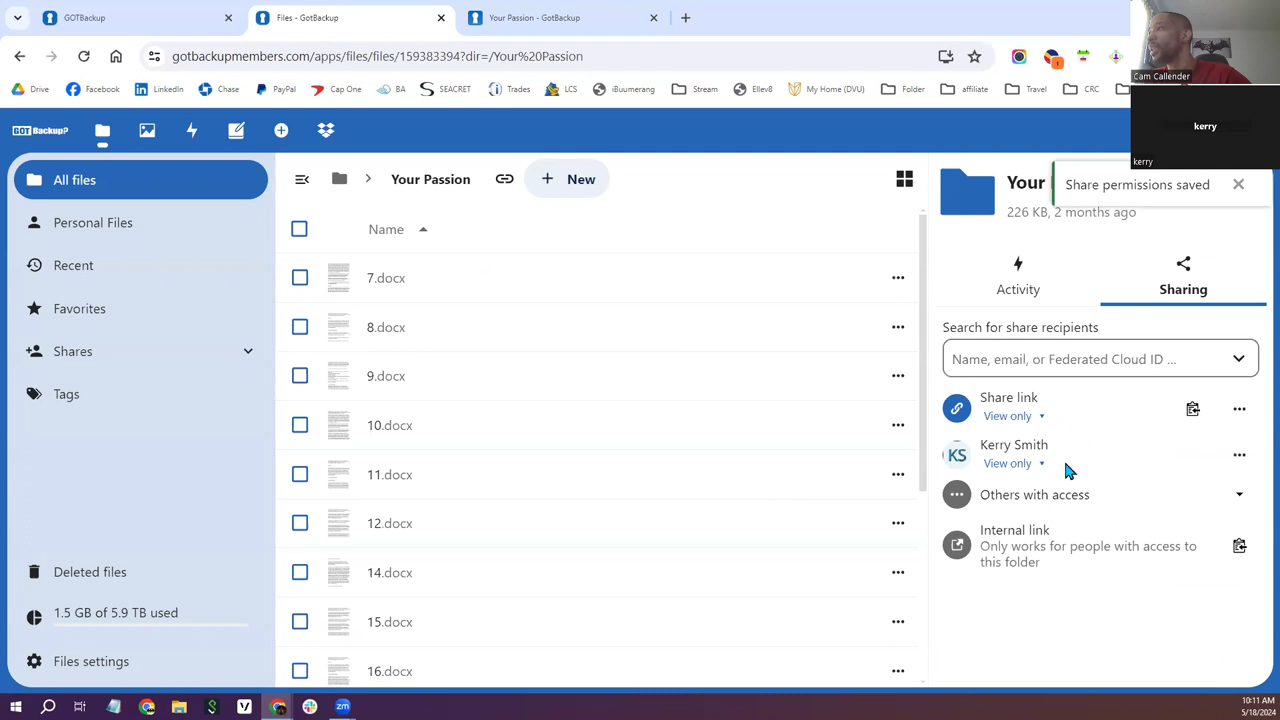 GOTBackup
Files - GotBackup
Your Passion - GotBackup
gotbackupmembers.com/apps/files/files/159383394?dir=/Your%20Passion
Drive
Facebook
LinkedIn
Chase
PayPal
Cap One
BA
S
Indeed
LCS
iBuumerang
Stream
Elle8
My Home (DVU)
Folder
affiliate
Travel
CRC
Cam Callender
kerry
kerry
GOT Backup?
All files
Personal Files
Recent
Favorites
Shares
Tags
Deleted files
1.5 GB of 5.9 TB used
Files settings
Your Passion
New
Name
7.docx
8.docx
9.docx
10.docx
11.docx
12.docx
14.docx
15.docx
16.docx
Your
Share permissions saved
226 KB, 2 months ago
Activity
Sharing
Search for share recipients
Name, email, or Federated Cloud ID ...
Share link
View only
KS
Kerry Smith
View only
Others with access
Internal link
Only works for people with access to
this folder
zm
10:11 AM
5/18/2024